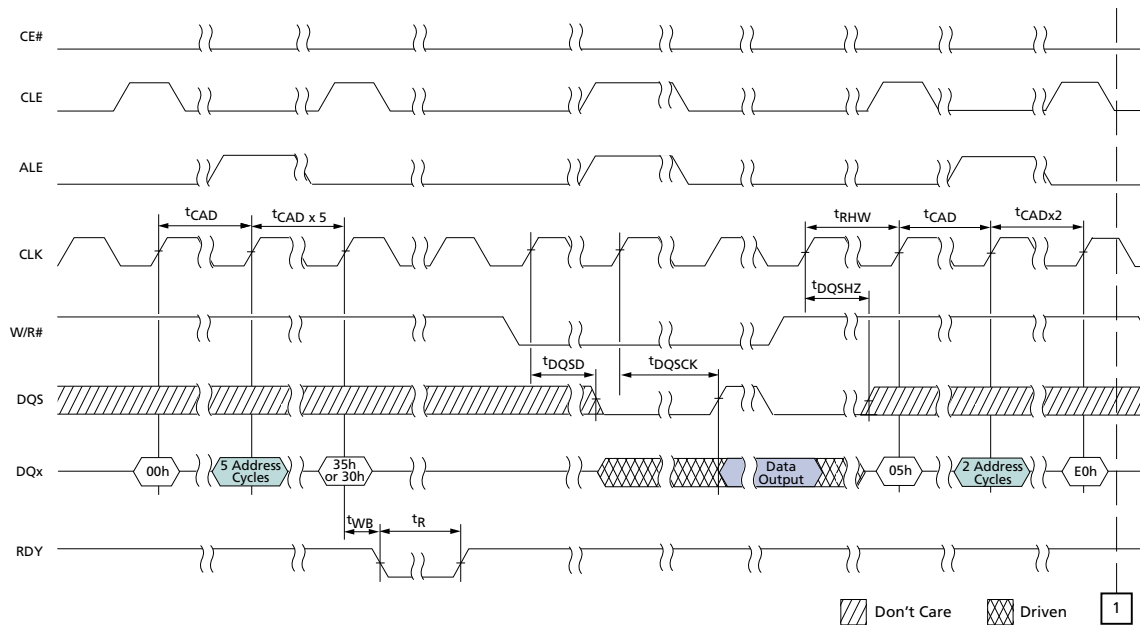 CE#
CLE
ALE
tCAD
tCAD x 5
tRHW
tCAD
tCADx2
CLK
tDQSHZ
W/R#
tDQSD
tDQSCK
DQS
DQx
00h
5 Address
Cycles
35h
or 30h
Data
Output
05h
2 Address
Cycles
E0h
tWB
tR
RDY
Don't Care
Driven
1